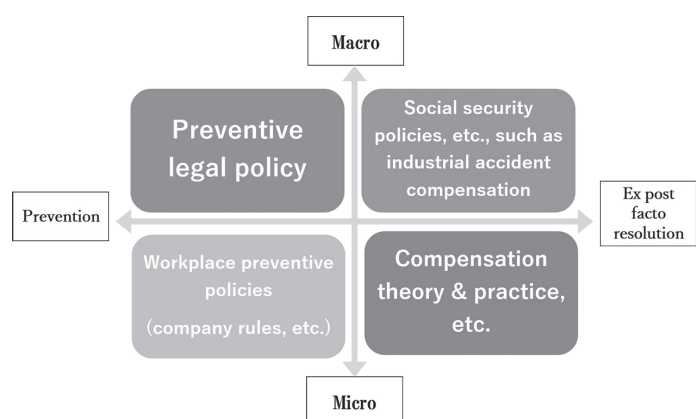 Macro
Preventive
legal policy
Social security
policies, etc., such as
industrial accident
compensation
Prevention
Ex post
facto
resolution
Workplace preventive
policies
(company rules, etc.)
Compensation
theory & practice,
etc.
Micro